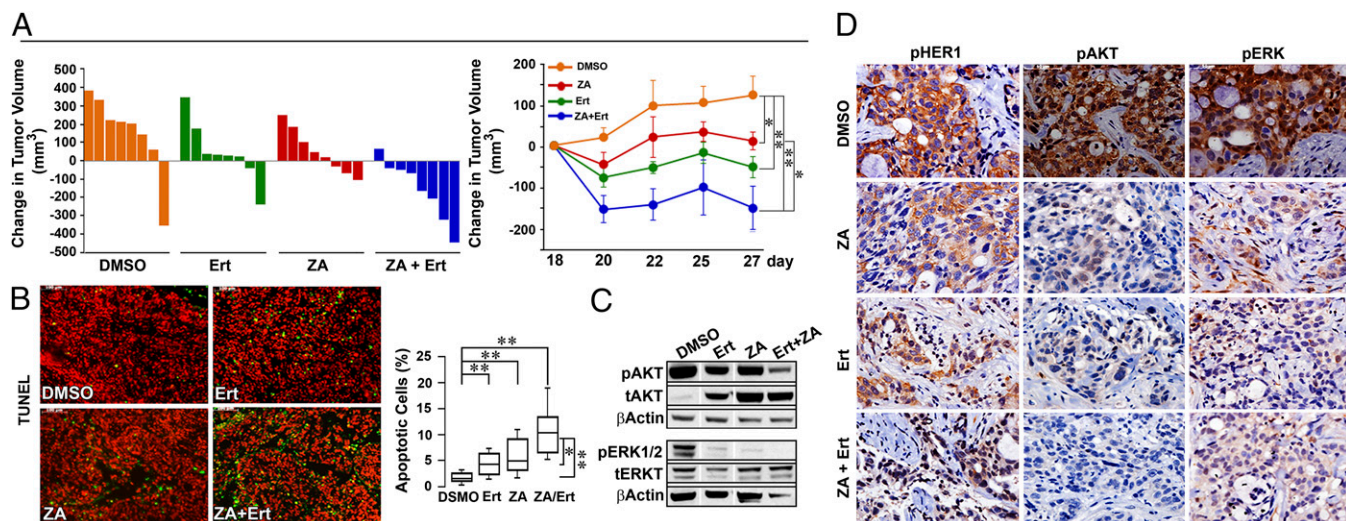 A
Change in Tumor Volume
(mm3)
500
400
300
200
100
0
-100
-200
-300
-400
-500
DMSO Ert ZA ZA + Ert
Change in Tumor Volume
(mm3)
200
100
0
-100
-200
DMSO
ZA
Ert
ZA+Ert
*
**
**
*
18 20 22 25 27 day
B
TUNEL
DMSO
Ert
ZA
ZA+Ert
Apoptotic Cells (%)
25
20
15
10
5
0
**
**
**
*
**
DSMO Ert ZA ZA/Ert
C
DMSO Ert ZA Ert+ZA
pAKT
tAKT
βActin
pERK1/2
tERKT
βActin
D
pHER1 pAKT pERK
DMSO
ZA
Ert
ZA + Ert